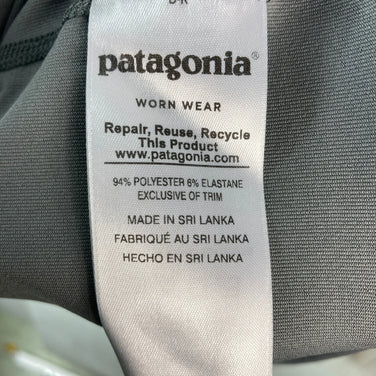 patagonia®
WORN WEAR
Repair, Reuse, Recycle
This Product
www.patagonia.com
94% POLYESTER 6% ELASTANE
EXCLUSIVE OF TRIM
MADE IN SRI LANKA
FABRIQUÉ AU SRI LANKA
HECHO EN SRI LANKA